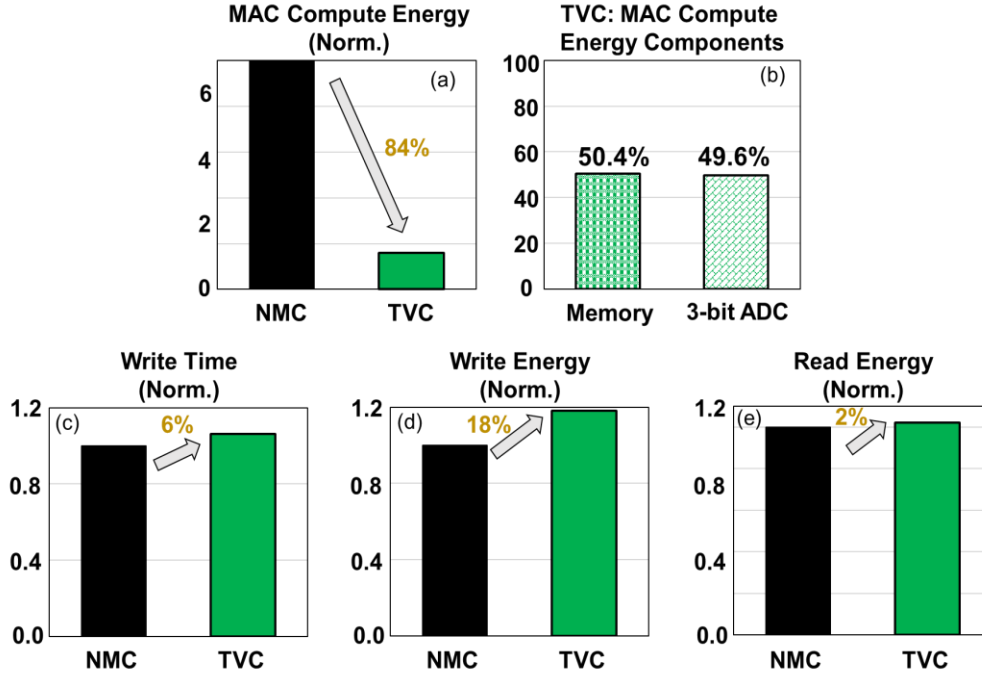 MAC Compute Energy
(Norm.)
(a)
6
4
2
0
84%
NMC
TVC
TVC: MAC Compute
Energy Components
(b)
100
80
60
40
20
0
50.4%
49.6%
Memory
3-bit ADC
Write Time
(Norm.)
(c)
1.2
0.8
0.4
0.0
6%
NMC
TVC
Write Energy
(Norm.)
(d)
1.2
0.8
0.4
0.0
18%
NMC
TVC
Read Energy
(Norm.)
(e)
1.2
0.8
0.4
0.0
2%
NMC
TVC